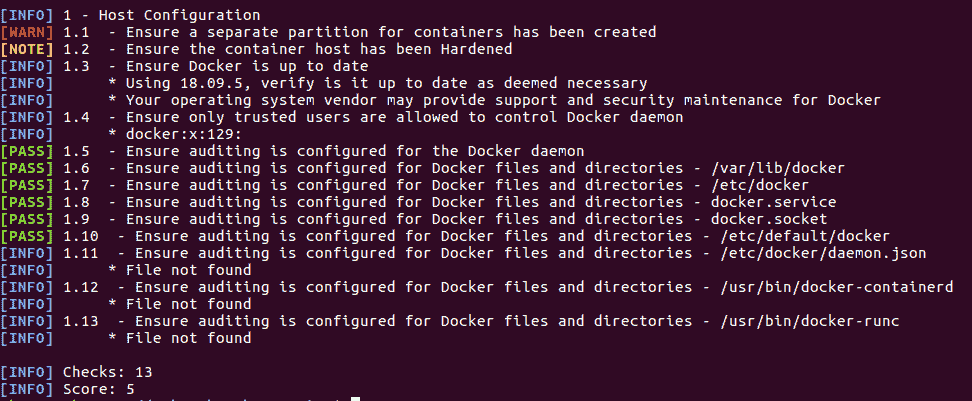 [INFO] 1 - Host Configuration
[WARN] 1.1  - Ensure a separate partition for containers has been created
[NOTE] 1.2  - Ensure the container host has been Hardened
[INFO] 1.3  - Ensure Docker is up to date
[INFO]      * Using 18.09.5, verify is it up to date as deemed necessary
[INFO]      * Your operating system vendor may provide support and security maintenance for Docker
[INFO] 1.4  - Ensure only trusted users are allowed to control Docker daemon
[INFO]      * docker:x:129:
[PASS] 1.5  - Ensure auditing is configured for the Docker daemon
[PASS] 1.6  - Ensure auditing is configured for Docker files and directories - /var/lib/docker
[PASS] 1.7  - Ensure auditing is configured for Docker files and directories - /etc/docker
[PASS] 1.8  - Ensure auditing is configured for Docker files and directories - docker.service
[PASS] 1.9  - Ensure auditing is configured for Docker files and directories - docker.socket
[PASS] 1.10  - Ensure auditing is configured for Docker files and directories - /etc/default/docker
[INFO] 1.11  - Ensure auditing is configured for Docker files and directories - /etc/docker/daemon.json
[INFO]      * File not found
[INFO] 1.12  - Ensure auditing is configured for Docker files and directories - /usr/bin/docker-containerd
[INFO]      * File not found
[INFO] 1.13  - Ensure auditing is configured for Docker files and directories - /usr/bin/docker-runc
[INFO]      * File not found
[INFO] Checks: 13
[INFO] Score: 5